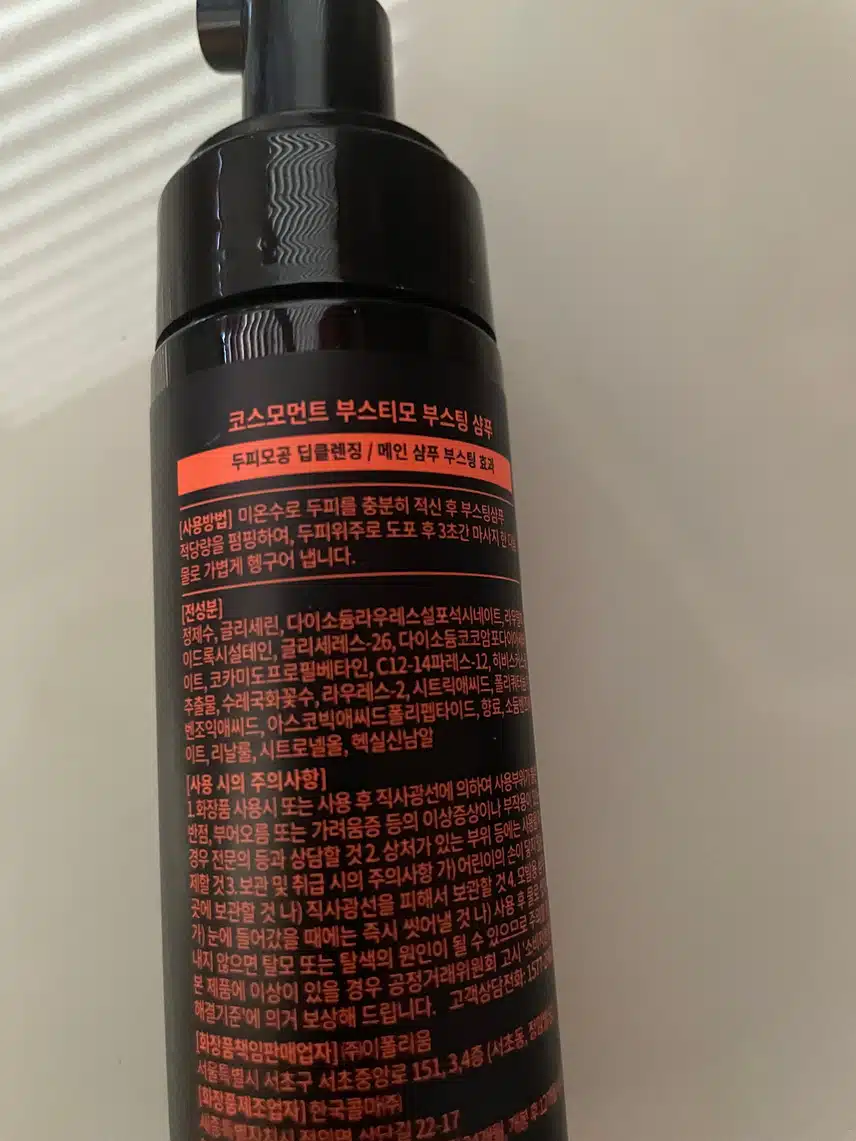 코스모먼트 부스티모 부스팅 샴푸
두피모공 딥클렌징 / 메인 샴푸 부스팅 효과
[사용방법] 미온수로 두피를 충분히 적신 후 부스팅샴푸
적당량을 펌핑하여, 두피위주로 도포 후 3초간 마사지 한 다음
물로 가볍게 헹구어 냅니다.
[전성분]
정제수, 글리세린, 다이소듐라우레스설포석시네이트,
이드록시설테인, 글리세레스-26,
이트, 코카미도프로필베타인, C12-14파레스-12,
추출물, 수레국화꽃수, 라우레스-2, 시트릭애씨드,
벤조익애씨드, 아스코빅애씨드폴리펩타이드, 향료,
이트, 리날룰, 시트로넬올, 헥실신남알
[사용 시의 주의사항]
1.화장품 사용시 또는 사용 후 직사광선에 의하여 사용부위가
반점, 부어오름 또는 가려움증 등의 이상증상이나 부작용이
경우 전문의 등과 상담할 것 2. 상처가 있는 부위 등에는
제할 것 3. 보관 및 취급 시의 주의사항 가) 어린이의 손이
곳에 보관할 것 나) 직사광선을 피해서 보관할 것 4.
가) 눈에 들어갔을 때에는 즉시 씻어낼 것 나) 사용 후 물로
내지 않으면 탈모 또는 탈색의 원인이 될 수 있으므로
본 제품에 이상이 있을 경우 공정거래위원회 고시
해결기준'에 의거 보상해 드립니다. 고객상담전화: 1577
[화장품책임판매업자] ㈜이폴리움
서울특별시 서초구 서초중앙로 151, 3,4층 (서초동,
[화장품제조업자] 한국콜마㈜
22-17